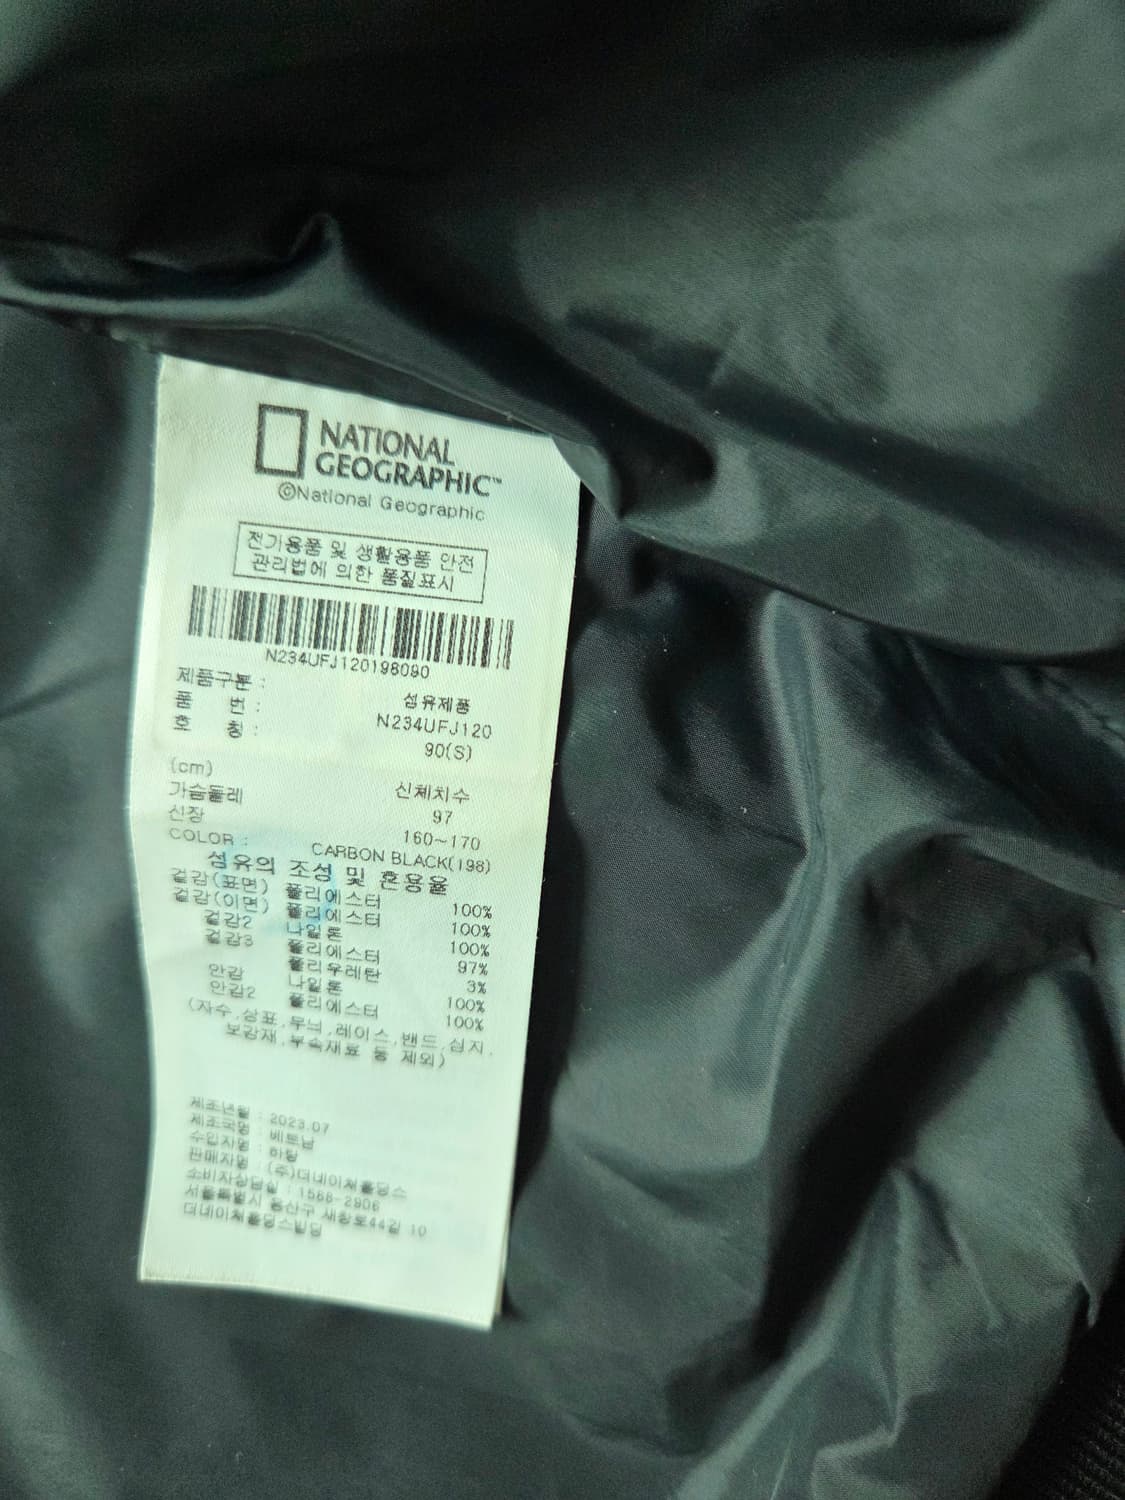 NATIONAL
GEOGRAPHIC™
©National Geographic
전기용품 및 생활용품 안전
관리법에 의한 품질표시
N234UFJ120198090
제품구분 : 섬유제품
품 번 : N234UFJ120
호 칭 : 90(S)
(cm) 신체치수
가슴둘레 97
신장 160~170
COLOR : CARBON BLACK(198)
섬유의 조성 및 혼용율
겉감(표면) 폴리에스터 100%
겉감(이면) 폴리에스터 100%
겉감2 나일론 100%
겉감3 폴리에스터 97%
폴리우레탄 3%
안감 나일론 100%
안감2 폴리에스터 100%
(자수,상표,무늬,레이스,밴드,심지,
보강재,부속재료 등 제외)
제조년월 : 2023.07
제조국명 : 베트남
수입자명 : 하랑
판매자명 : (주)더네이쳐홀딩스
소비자상담실 : 1566-2906
서울특별시 용산구 새창로44길 10
더네이쳐홀딩스빌딩